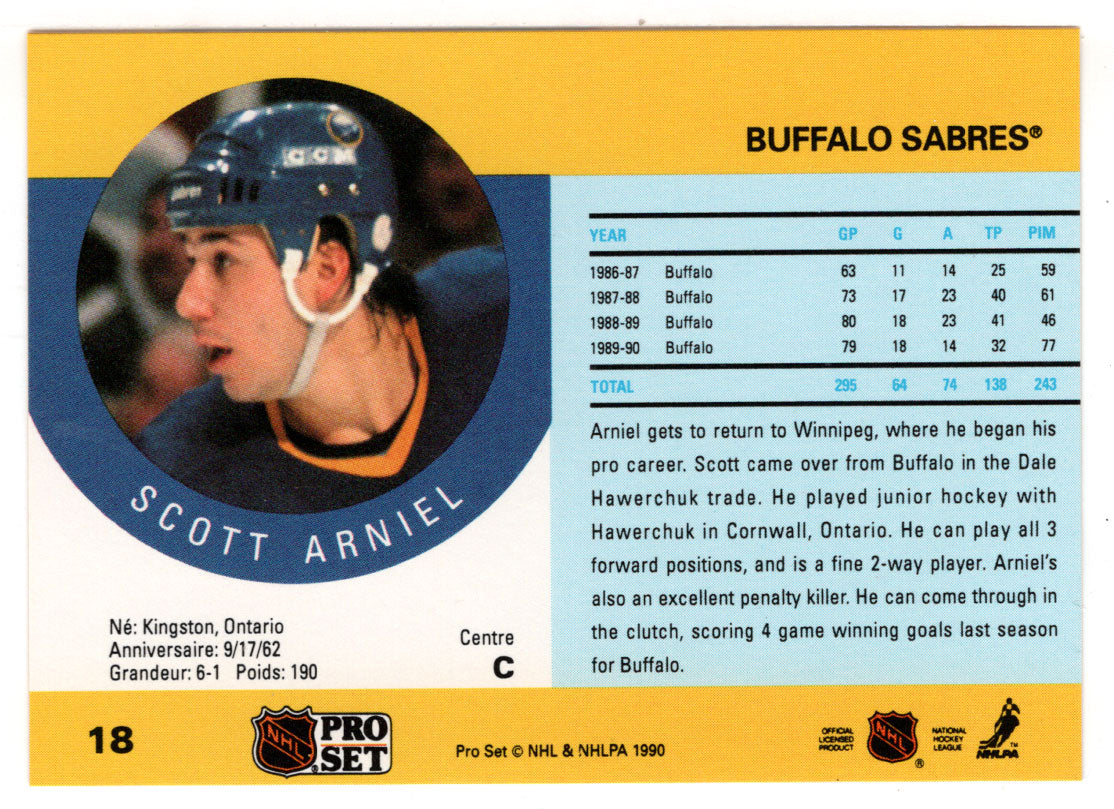 BUFFALO SABRES®
CCM
YEAR GP G A TP PIM
1986-87 Buffalo 63 11 14 25 59
1987-88 Buffalo 73 17 23 40 61
1988-89 Buffalo 80 18 23 41 46
1989-90 Buffalo 79 18 14 32 77
TOTAL 295 64 74 138 243
Arniel gets to return to Winnipeg, where he began his
pro career. Scott came over from Buffalo in the Dale
Hawerchuk trade. He played junior hockey with
Hawerchuk in Cornwall, Ontario. He can play all 3
forward positions, and is a fine 2-way player. Arniel's
also an excellent penalty killer. He can come through in
the clutch, scoring 4 game winning goals last season
for Buffalo.
SCOTT ARNIEL
Né: Kingston, Ontario
Anniversaire: 9/17/62
Grandeur: 6-1 Poids: 190
Centre
C
18
NHL
PRO
SET
Pro Set © NHL & NHLPA 1990
OFFICIAL
LICENSED
PRODUCT
NHL
®
NATIONAL
HOCKEY
LEAGUE
TM
NHLPA